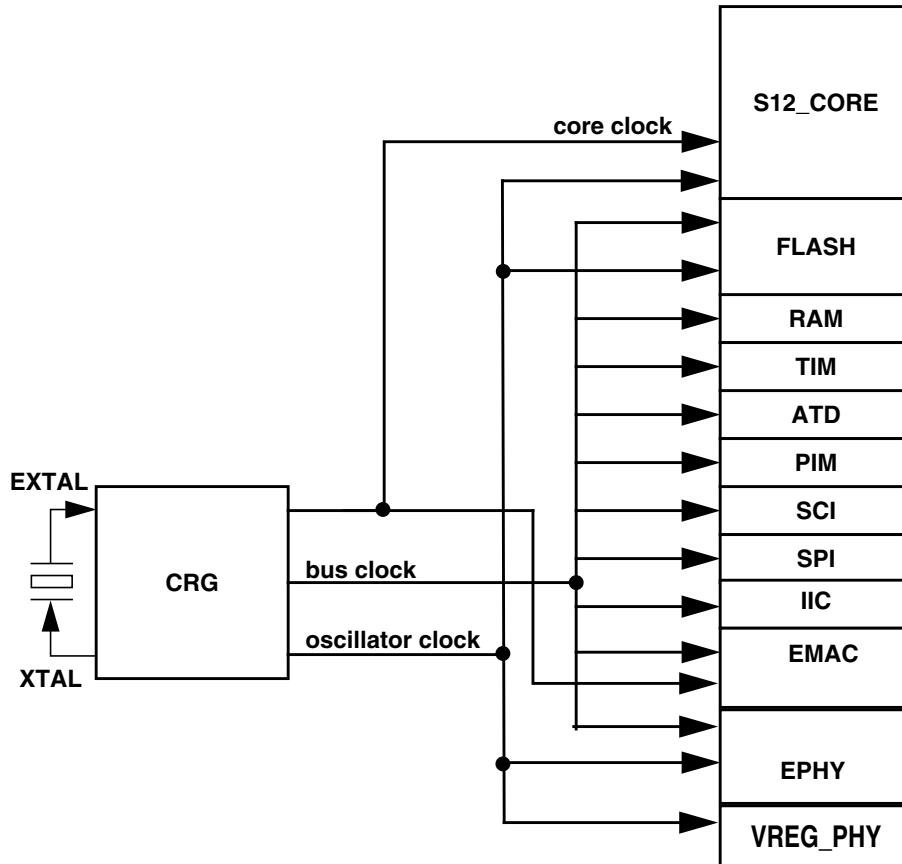 S12_CORE
core clock
FLASH
RAM
TIM
ATD
PIM
EXTAL
SCI
SPI
bus clock
CRG
IIC
oscillator clock
EMAC
XTAL
EPHY
VREG_PHY